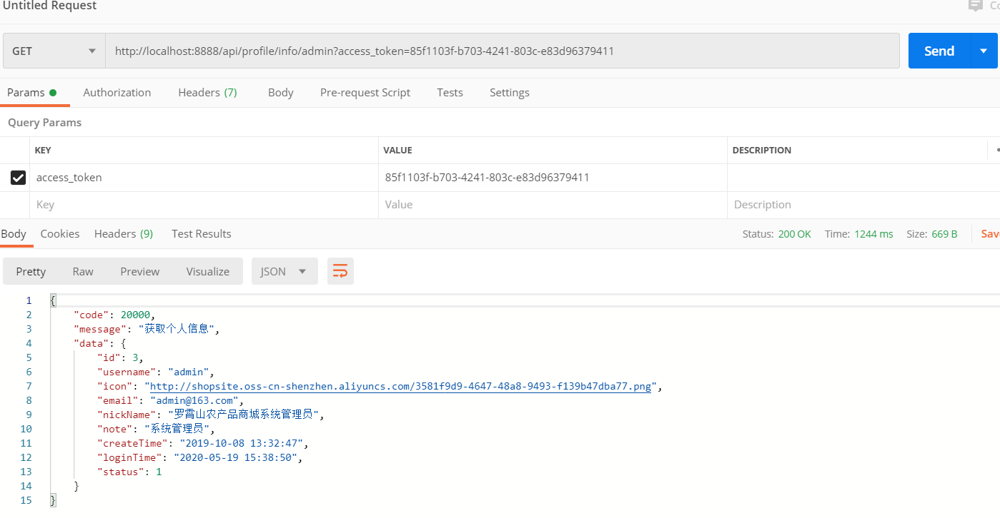 Untitled Request
GET http://localhost:8888/api/profile/info/admin?access_token=85f1103f-b703-4241-803c-e83d96379411 Send
Params Authorization Headers (7) Body Pre-request Script Tests Settings
Query Params
KEY VALUE DESCRIPTION
access_token 85f1103f-b703-4241-803c-e83d96379411
Key Value Description
Body Cookies Headers (9) Test Results Status: 200 OK Time: 1244 ms Size: 669 B
Pretty Raw Preview Visualize JSON
1 {
2 "code": 20000,
3 "message": "获取个人信息",
4 "data": {
5 "id": 3,
6 "username": "admin",
7 "icon": "http://shopsite.oss-cn-shenzhen.aliyuncs.com/3581f9d9-4647-48a8-9493-f139b47dba77.png",
8 "email": "admin@163.com",
9 "nickName": "罗霄山农产品商城系统管理员",
10 "note": "系统管理员",
11 "createTime": "2019-10-08 13:32:47",
12 "loginTime": "2020-05-19 15:38:50",
13 "status": 1
14 }
15 }